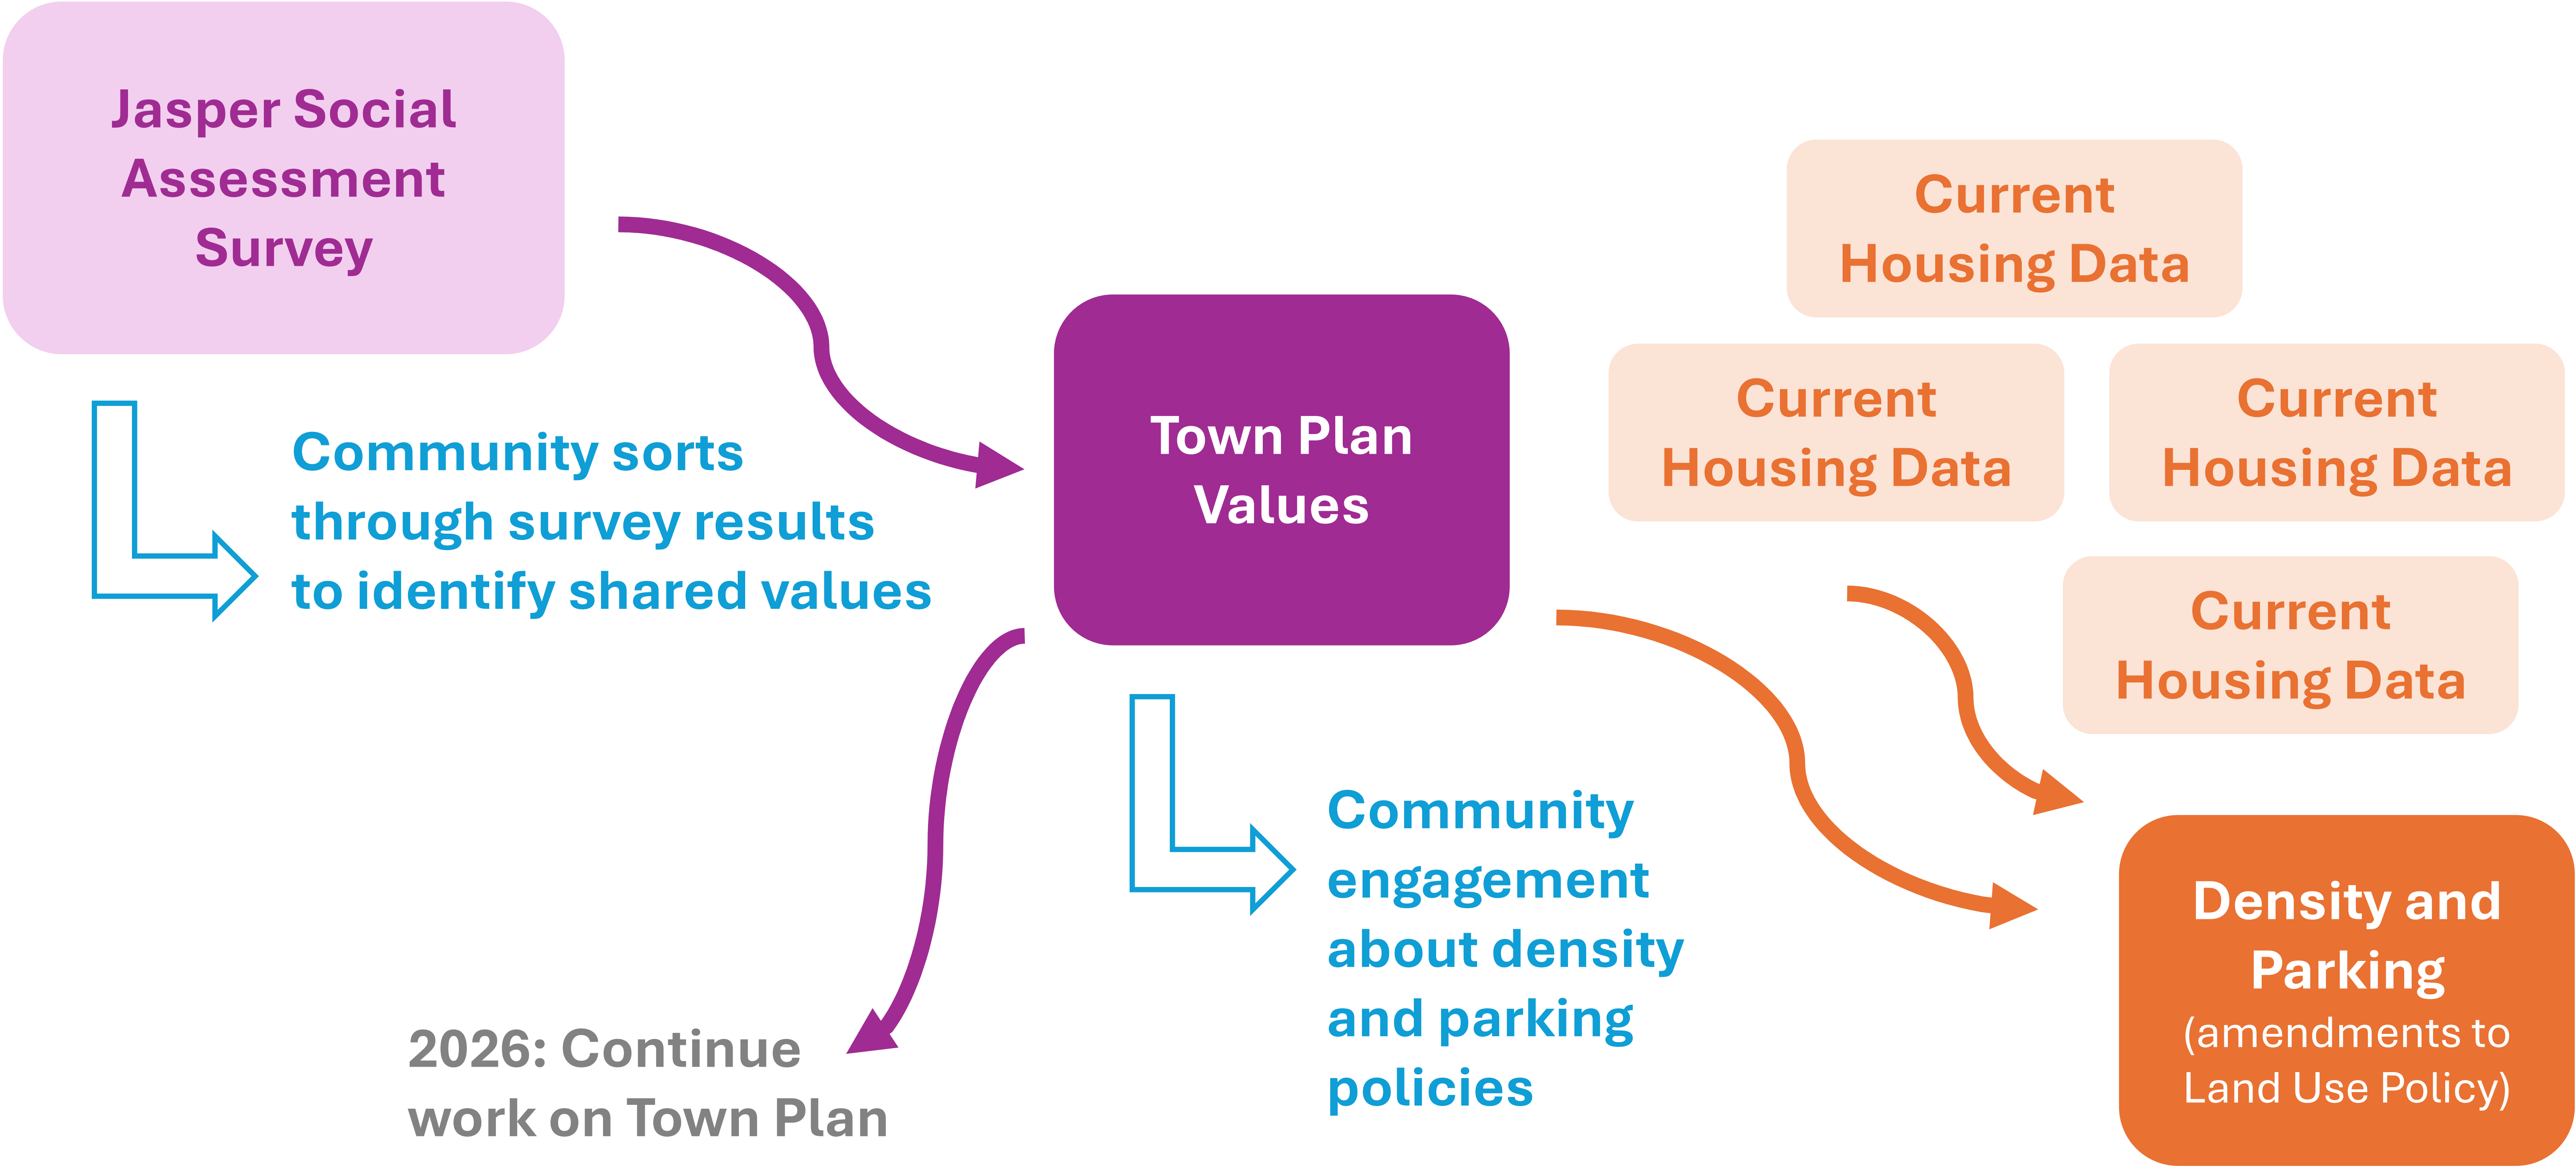 Jasper Social
Assessment
Survey
Community sorts
through survey results
to identify shared values
Town Plan
Values
2026: Continue
work on Town Plan
Community
engagement
about density
and parking
policies
Current
Housing Data
Current
Housing Data
Current
Housing Data
Current
Housing Data
Density and
Parking
(amendments to
Land Use Policy)